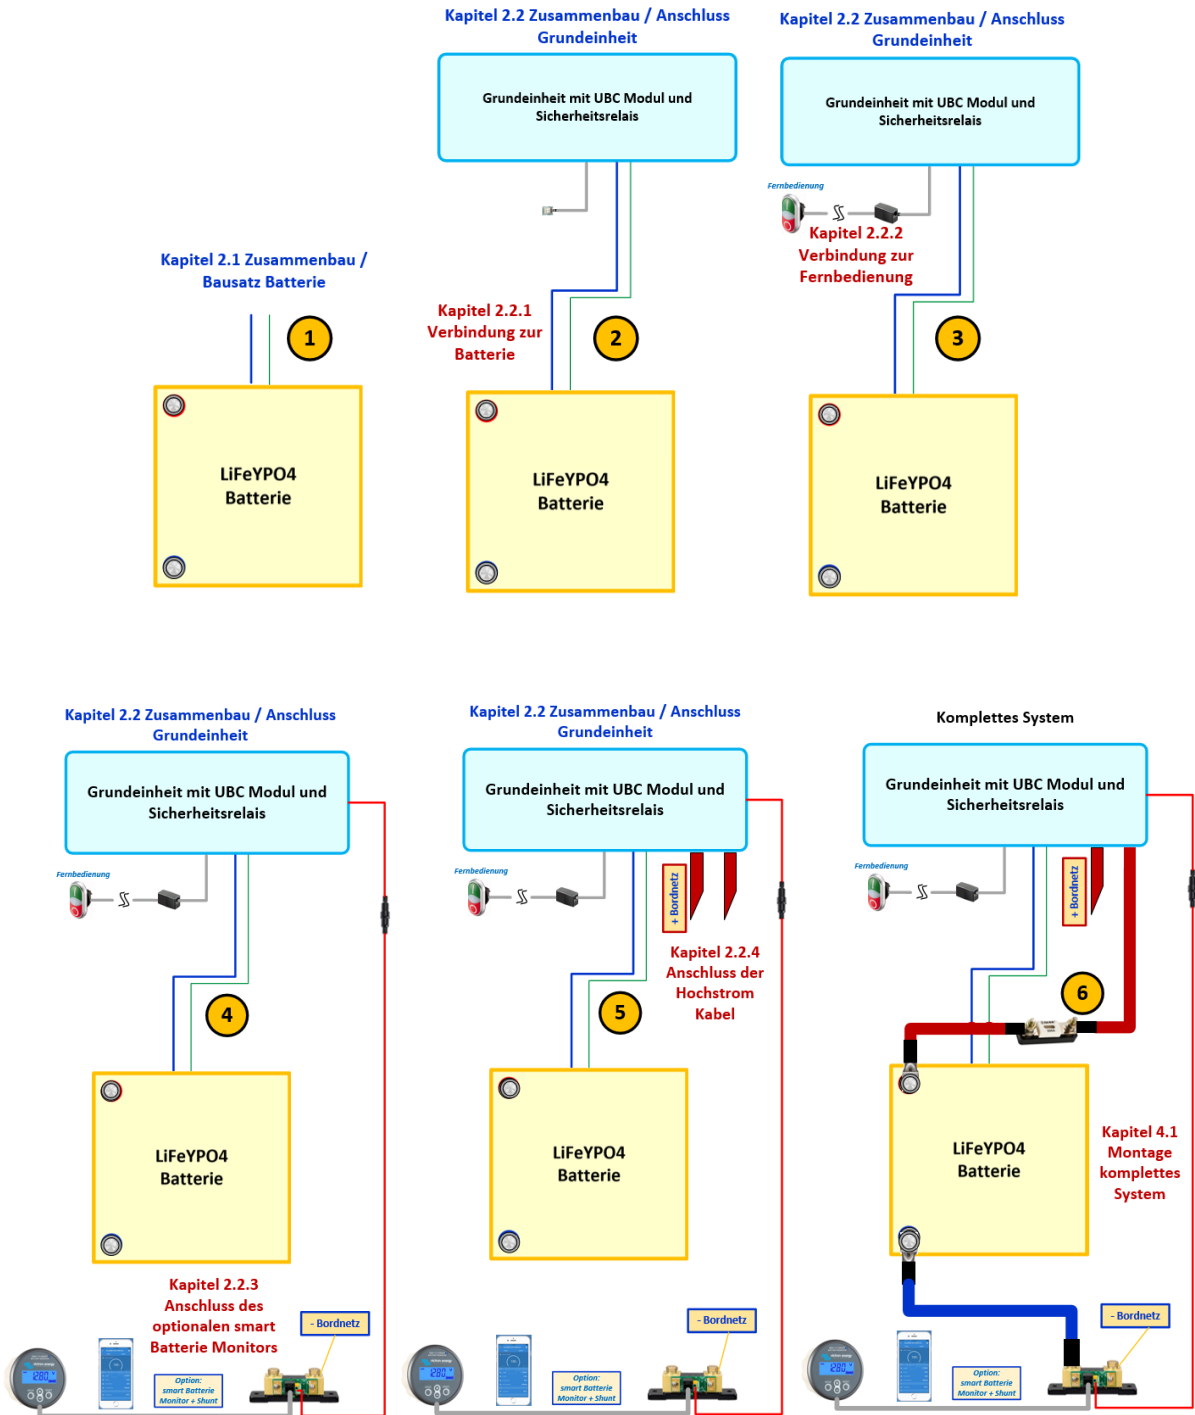 Kapitel 2.2 Zusammenbau / Anschluss
Grundeinheit
Kapitel 2.2 Zusammenbau / Anschluss
Grundeinheit
Grundeinheit mit UBC Modul und
Sicherheitsrelais
Grundeinheit mit UBC Modul und
Sicherheitsrelais
Fernbedienung
Kapitel 2.2.2
Verbindung zur
Fernbedienung
Kapitel 2.1 Zusammenbau /
Bausatz Batterie
Kapitel 2.2.1
Verbindung zur
Batterie
1
2
3
LiFeYPO4
Batterie
LiFeYPO4
Batterie
LiFeYPO4
Batterie
Kapitel 2.2 Zusammenbau / Anschluss
Grundeinheit
Kapitel 2.2 Zusammenbau / Anschluss
Grundeinheit
Komplettes System
Grundeinheit mit UBC Modul und
Sicherheitsrelais
Grundeinheit mit UBC Modul und
Sicherheitsrelais
Grundeinheit mit UBC Modul und
Sicherheitsrelais
Fernbedienung
Fernbedienung
+ Bordnetz
Fernbedienung
+ Bordnetz
Kapitel 2.2.4
Anschluss der
Hochstrom
Kabel
4
5
6
LiFeYPO4
Batterie
LiFeYPO4
Batterie
LiFeYPO4
Batterie
Kapitel 4.1
Montage
komplettes
System
Kapitel 2.2.3
Anschluss des
optionalen smart
Batterie Monitors
- Bordnetz
- Bordnetz
- Bordnetz
1280
Option:
smart Batterie
Monitor + Shunt
1280
Option:
smart Batterie
Monitor + Shunt
1280
Option:
smart Batterie
Monitor + Shunt